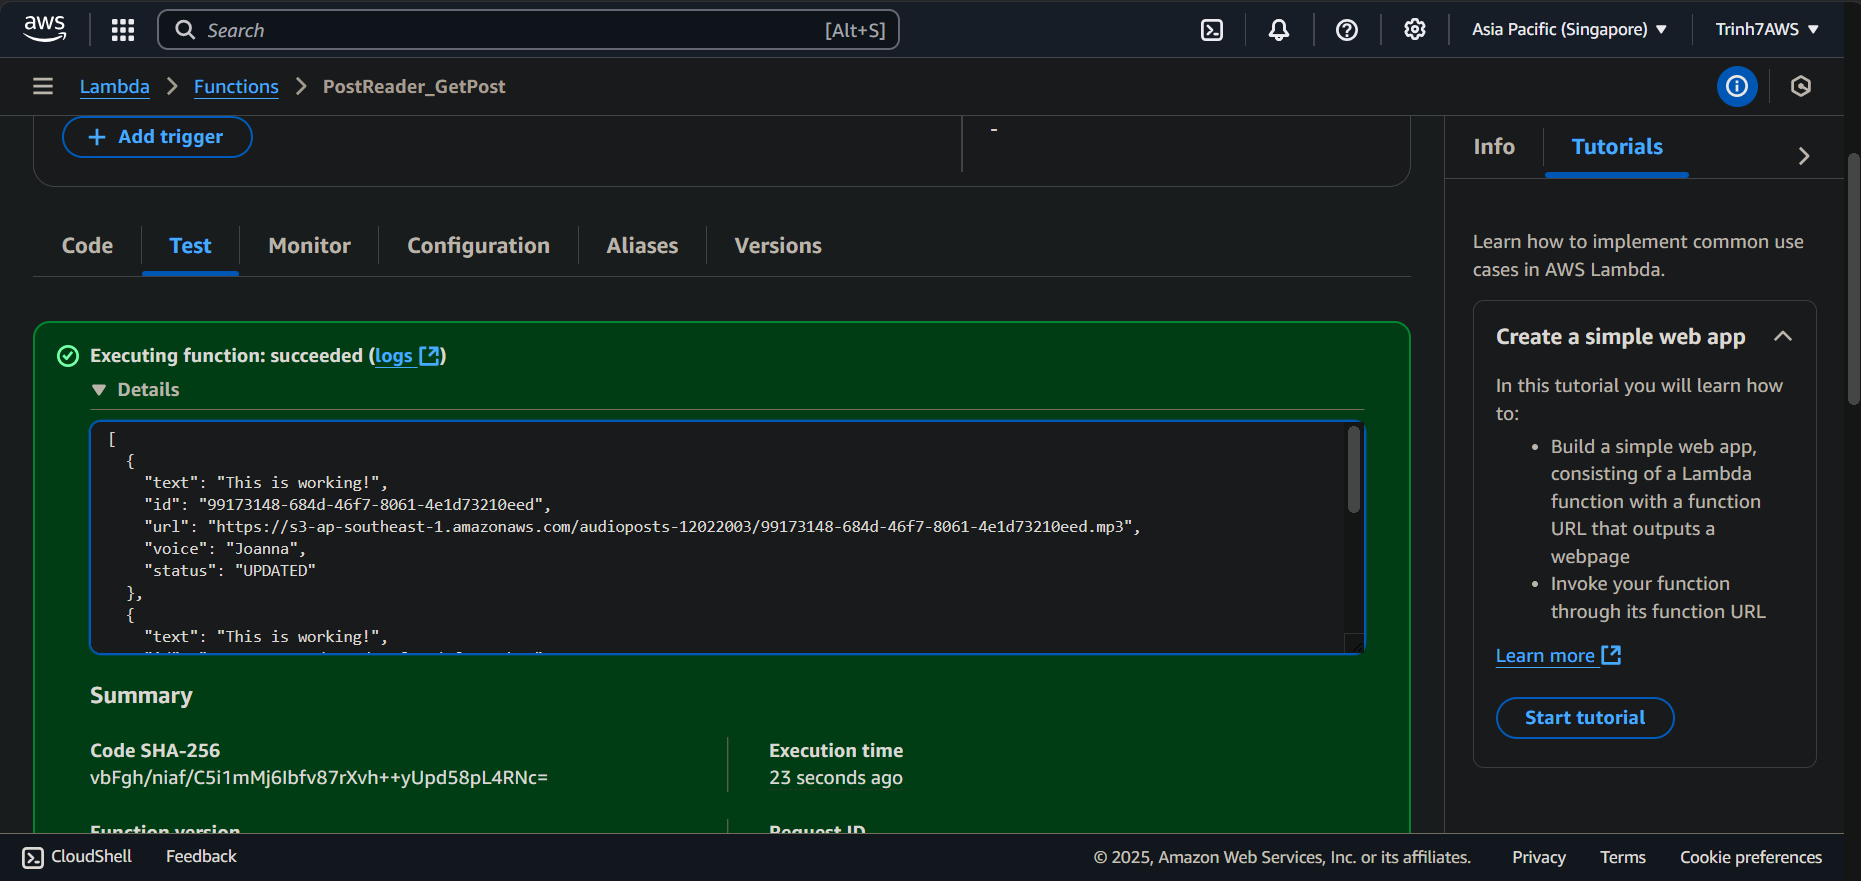 aws
Search
[Alt+S]
Asia Pacific (Singapore)
Trinh7AWS
Lambda
Functions
PostReader_GetPost
Add trigger
-
Info
Tutorials
Code
Test
Monitor
Configuration
Aliases
Versions
Learn how to implement common use
cases in AWS Lambda.
Create a simple web app
In this tutorial you will learn how
to:
• Build a simple web app,
consisting of a Lambda
function with a function
URL that outputs a
webpage
• Invoke your function
through its function URL
Learn more
Start tutorial
Executing function: succeeded (logs)
Details
[
{
"text": "This is working!",
"id": "99173148-684d-46f7-8061-4e1d73210eed",
"url": "https://s3-ap-southeast-1.amazonaws.com/audioposts-12022003/99173148-684d-46f7-8061-4e1d73210eed.mp3",
"voice": "Joanna",
"status": "UPDATED"
},
{
"text": "This is working!",
Summary
Code SHA-256
vbFgh/niaf/C5i1mMj6Ibfv87rXvh++yUpd58pL4RNc=
Execution time
23 seconds ago
Function version
Request ID
CloudShell
Feedback
© 2025, Amazon Web Services, Inc. or its affiliates.
Privacy
Terms
Cookie preferences